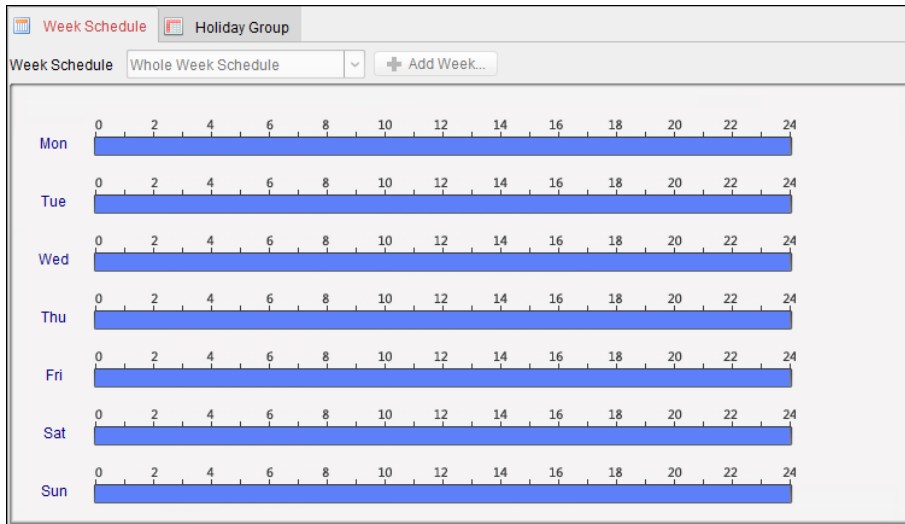 Week Schedule Holiday Group
Week Schedule Whole Week Schedule Add Week...
0 2 4 6 8 10 12 14 16 18 20 22 24
Mon
0 2 4 6 8 10 12 14 16 18 20 22 24
Tue
0 2 4 6 8 10 12 14 16 18 20 22 24
Wed
0 2 4 6 8 10 12 14 16 18 20 22 24
Thu
0 2 4 6 8 10 12 14 16 18 20 22 24
Fri
0 2 4 6 8 10 12 14 16 18 20 22 24
Sat
0 2 4 6 8 10 12 14 16 18 20 22 24
Sun